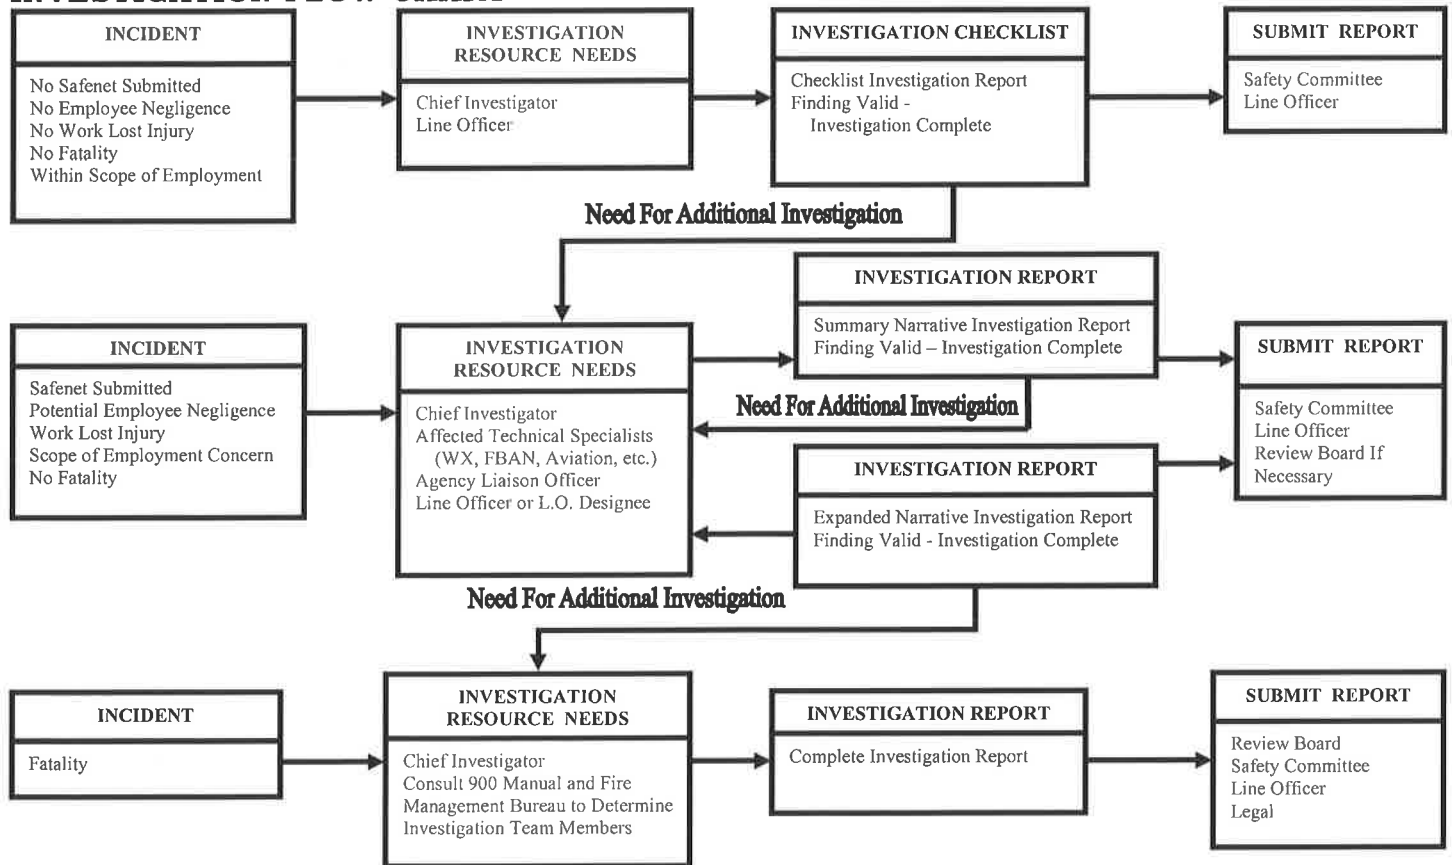 INCIDENT
No Safenet Submitted
No Employee Negligence
No Work Lost Injury
No Fatality
Within Scope of Employment
INVESTIGATION
RESOURCE NEEDS
Chief Investigator
Line Officer
INVESTIGATION CHECKLIST
Checklist Investigation Report
Finding Valid -
Investigation Complete
SUBMIT REPORT
Safety Committee
Line Officer
Need For Additional Investigation
INCIDENT
Safenet Submitted
Potential Employee Negligence
Work Lost Injury
Scope of Employment Concern
No Fatality
INVESTIGATION
RESOURCE NEEDS
Chief Investigator
Affected Technical Specialists
(WX, FBAN, Aviation, etc.)
Agency Liaison Officer
Line Officer or L.O. Designee
INVESTIGATION REPORT
Summary Narrative Investigation Report
Finding Valid – Investigation Complete
Need For Additional Investigation
INVESTIGATION REPORT
Expanded Narrative Investigation Report
Finding Valid - Investigation Complete
SUBMIT REPORT
Safety Committee
Line Officer
Review Board If
Necessary
Need For Additional Investigation
INCIDENT
Fatality
INVESTIGATION
RESOURCE NEEDS
Chief Investigator
Consult 900 Manual and Fire
Management Bureau to Determine
Investigation Team Members
INVESTIGATION REPORT
Complete Investigation Report
SUBMIT REPORT
Review Board
Safety Committee
Line Officer
Legal